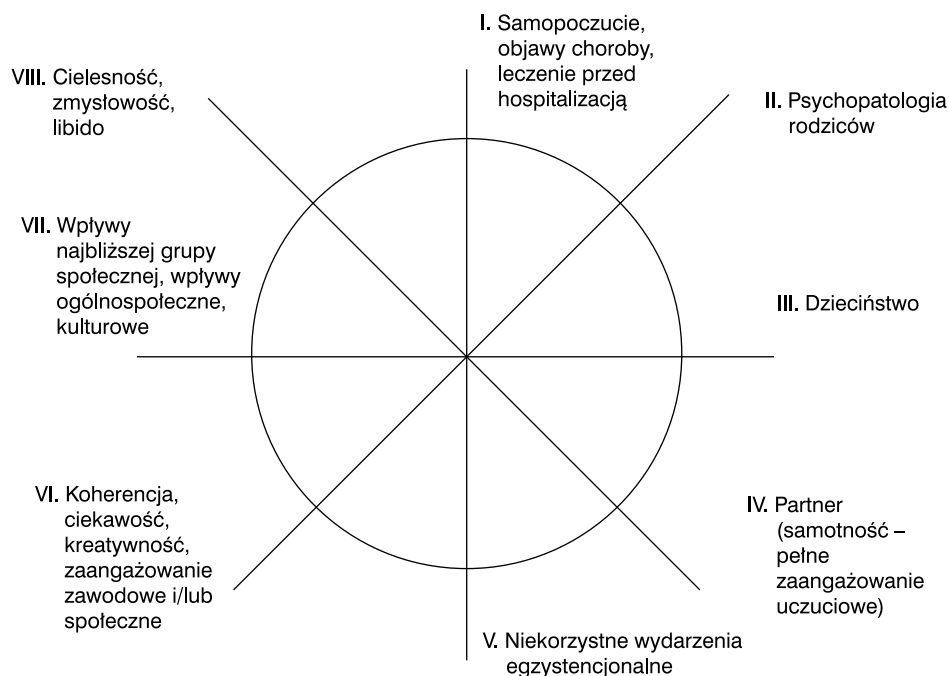 I. Samopoczucie,
objawy choroby,
leczenie przed
hospitalizacją
II. Psychopatologia
rodziców
III. Dzieciństwo
IV. Partner
(samotność –
pełne
zaangażowanie
uczuciowe)
V. Niekorzystne wydarzenia
egzystencjonalne
VI. Koherencja,
ciekawość,
kreatywność,
zaangażowanie
zawodowe i/lub
społeczne
VII. Wpływy
najbliższej grupy
społecznej, wpływy
ogólnospołeczne,
kulturowe
VIII. Cielesność,
zmysłowość,
libido